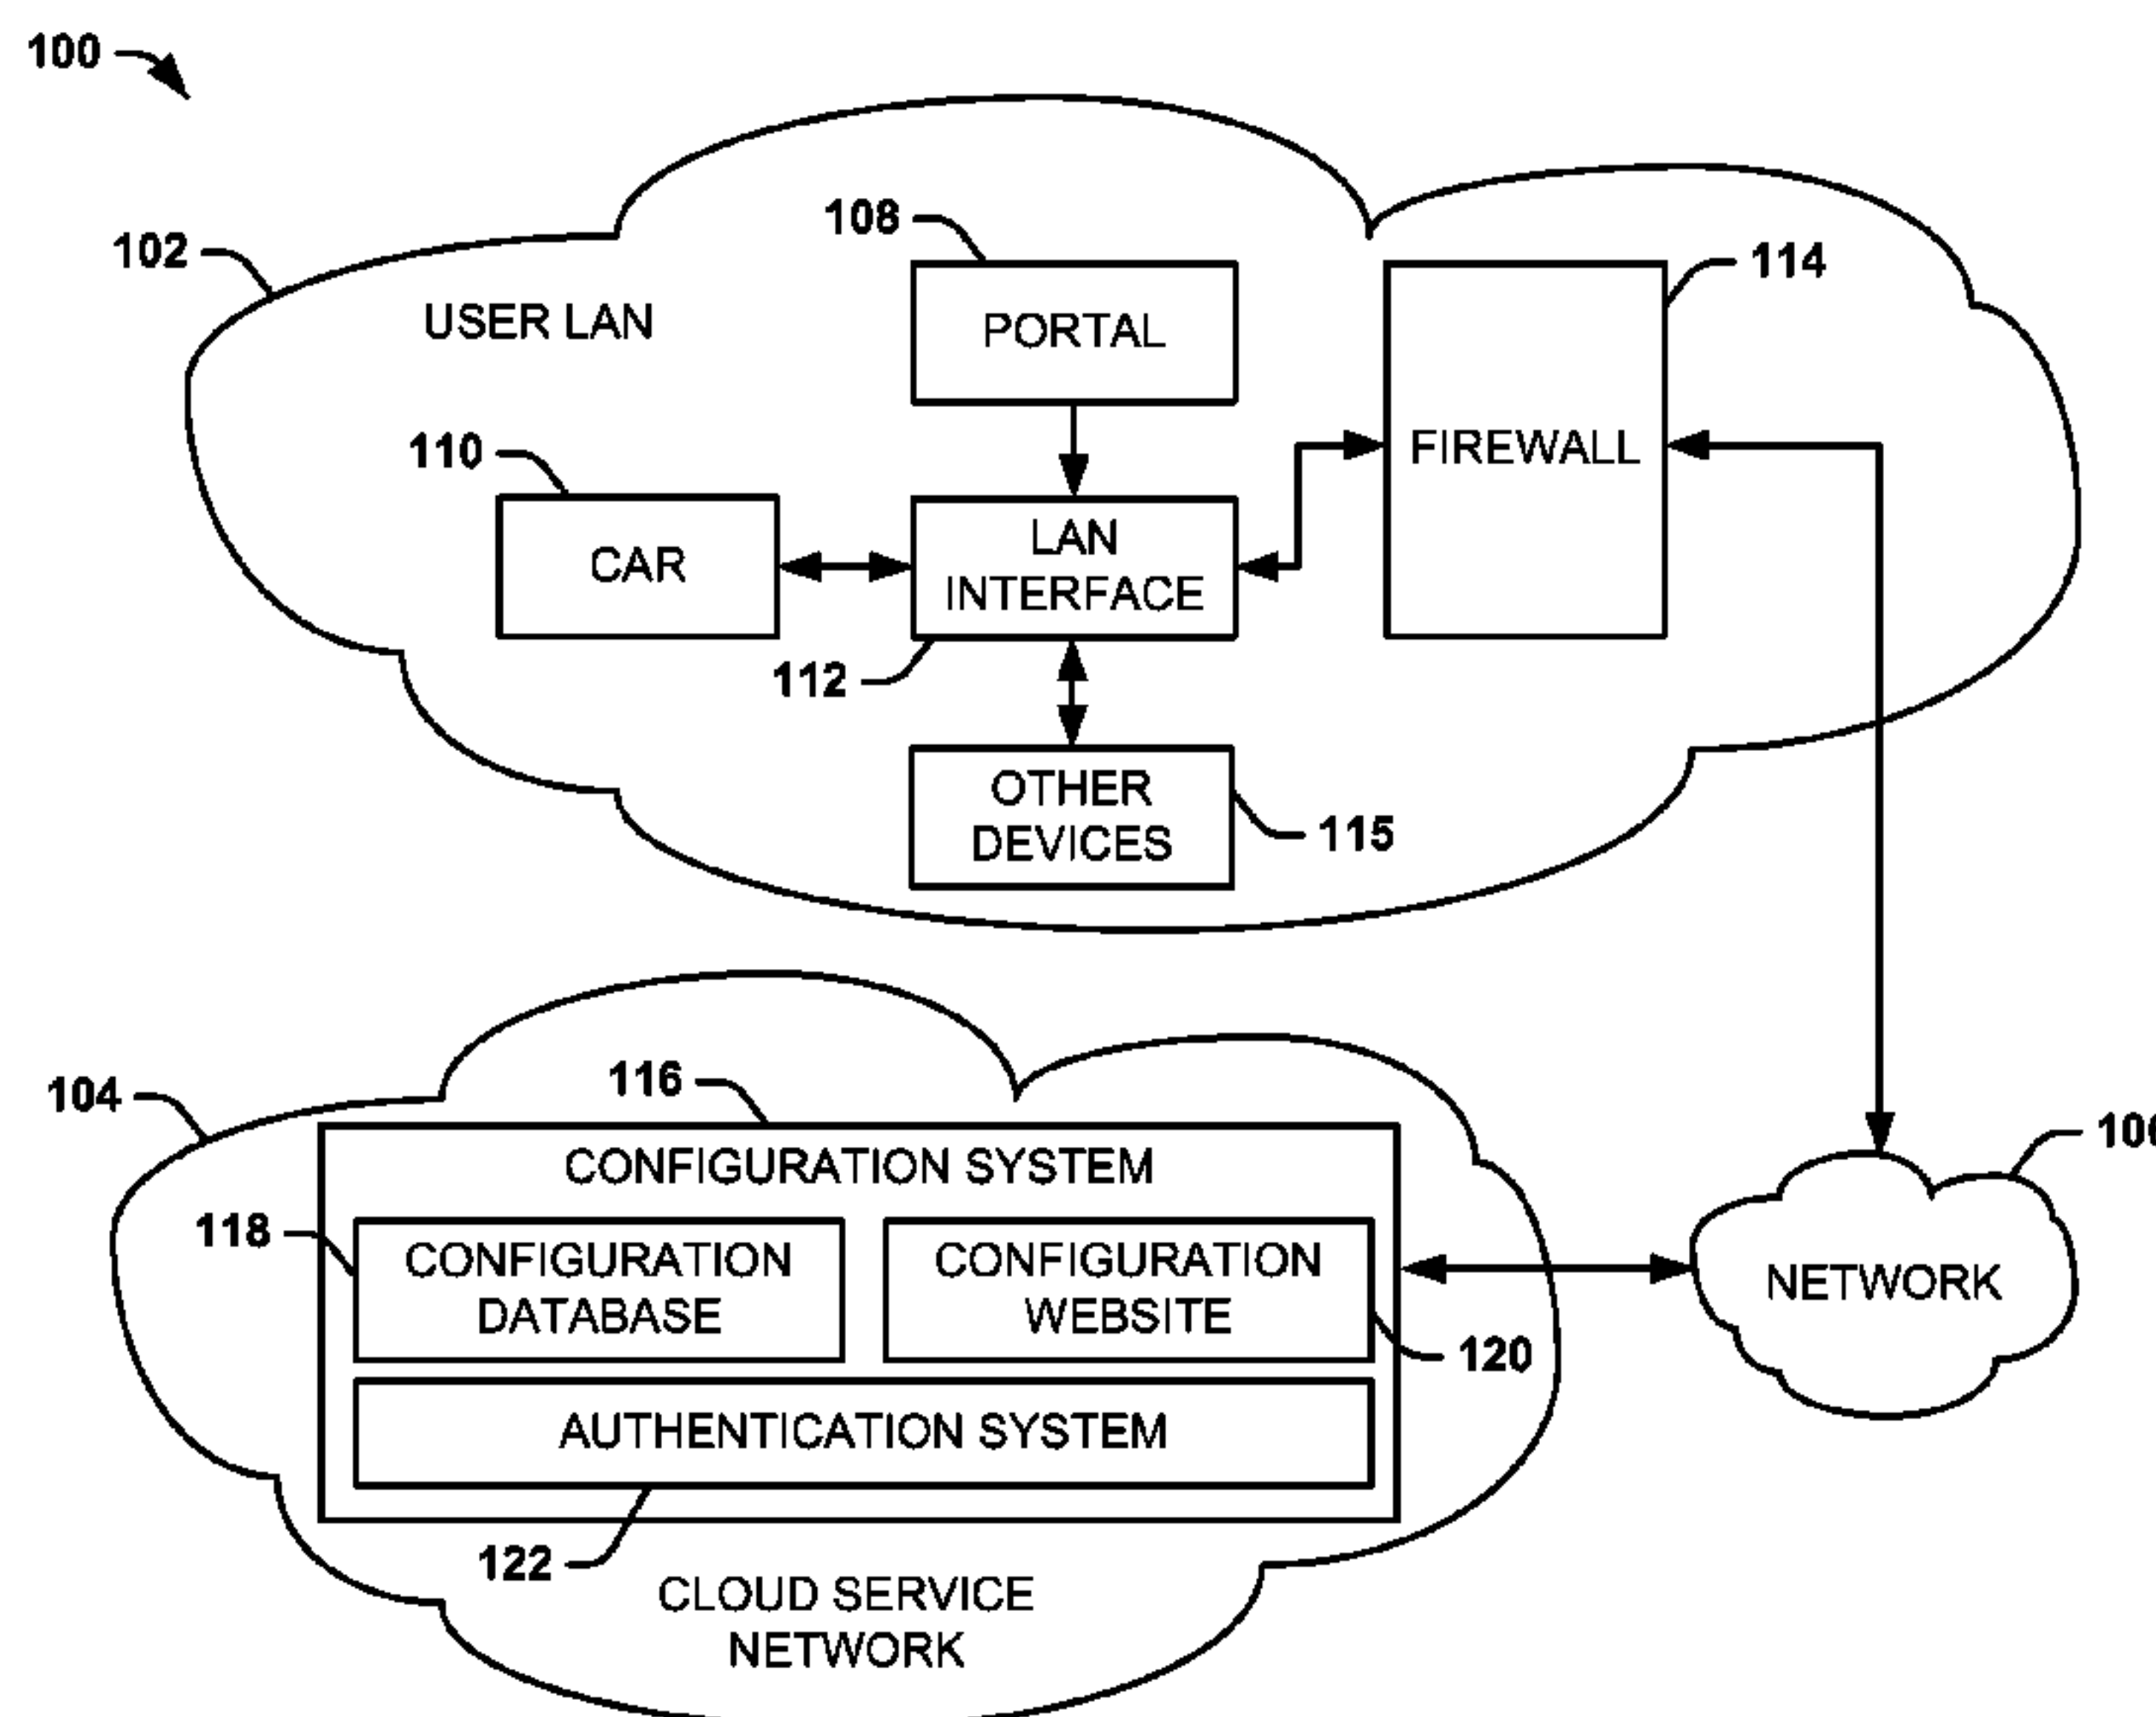 100
102
USER LAN
108
PORTAL
114
FIREWALL
110
CAR
LAN
INTERFACE
112
OTHER
DEVICES
115
104
116
CONFIGURATION SYSTEM
118
CONFIGURATION
DATABASE
CONFIGURATION
WEBSITE
120
AUTHENTICATION SYSTEM
122
CLOUD SERVICE
NETWORK
NETWORK